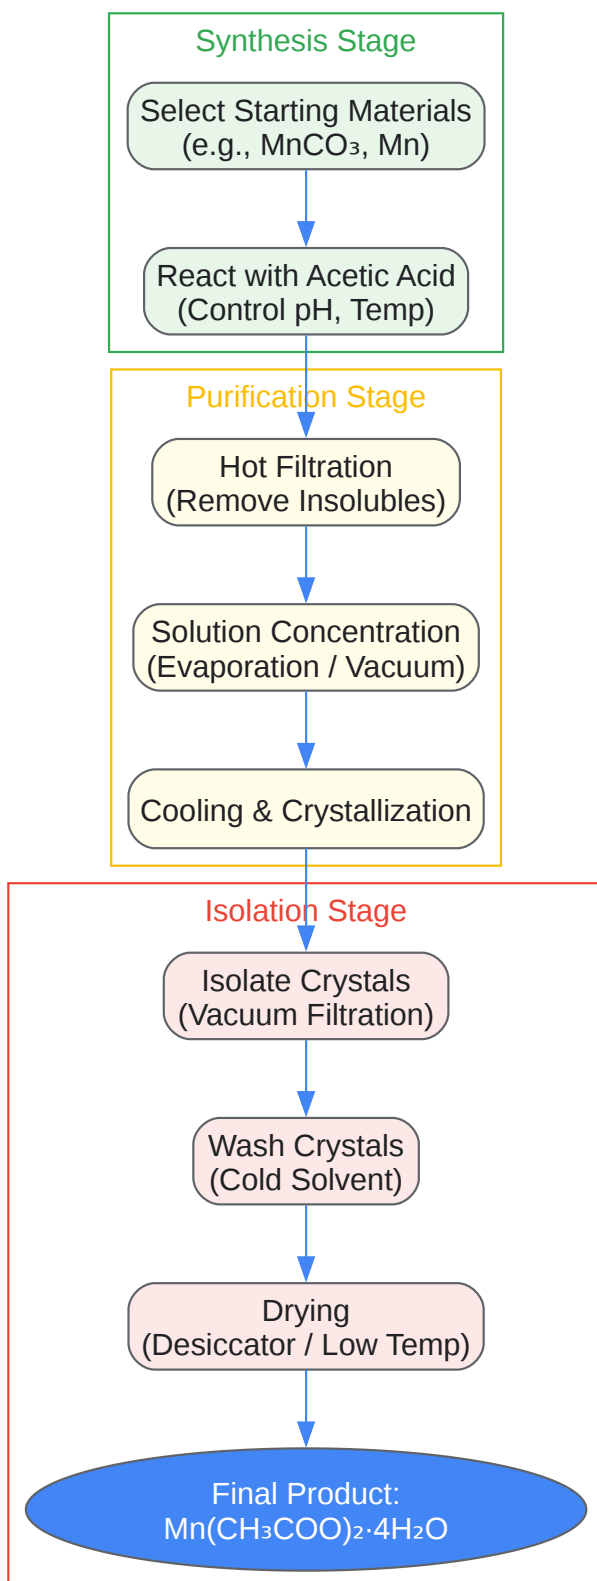 Synthesis Stage
Select Starting Materials
(e.g., MnCO₃, Mn)
React with Acetic Acid
(Control pH, Temp)
Purification Stage
Hot Filtration
(Remove Insolubles)
Solution Concentration
(Evaporation / Vacuum)
Cooling & Crystallization
Isolation Stage
Isolate Crystals
(Vacuum Filtration)
Wash Crystals
(Cold Solvent)
Drying
(Desiccator / Low Temp)
Final Product:
Mn(CH₃COO)₂·4H₂O